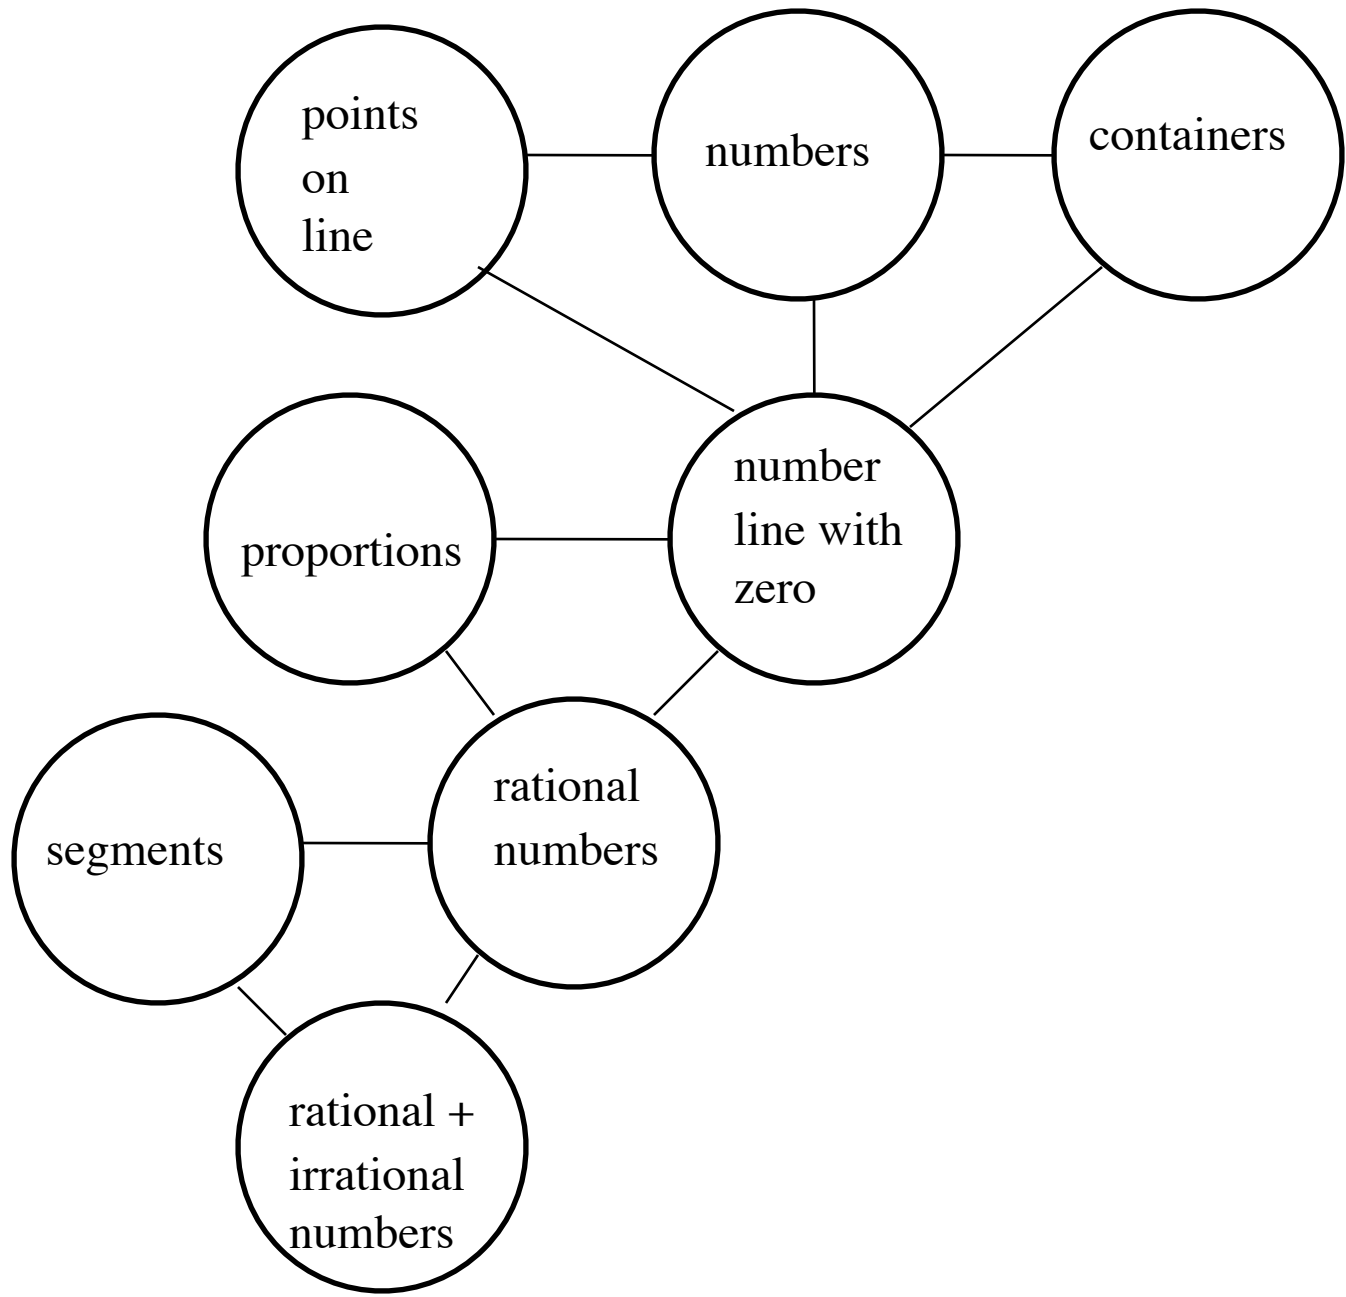 points
on
line
numbers
containers
proportions
number
line with
zero
segments
rational
numbers
rational +
irrational
numbers